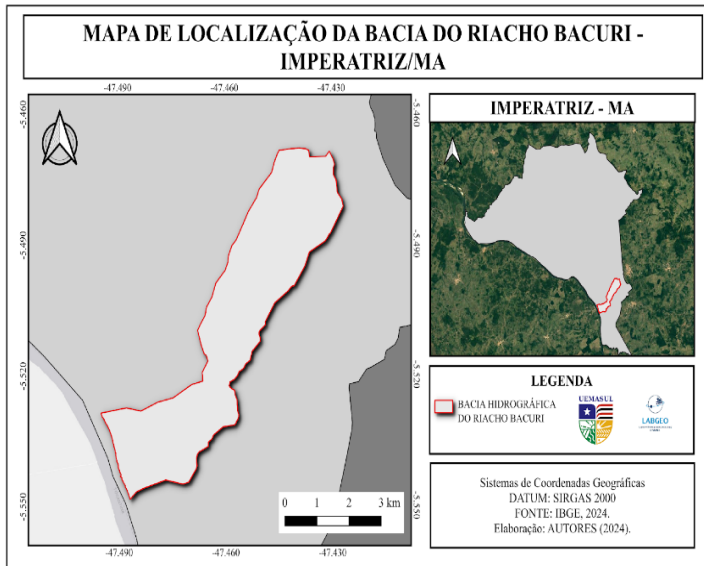 MAPA DE LOCALIZAÇÃO DA BACIA DO RIACHO BACURI -
IMPERATRIZ/MA
-47.490
-47.460
-47.430
-5.460
-5.490
-5.520
-5.550
-5.460
-5.490
-5.520
-5.550
0 1 2 3 km
-47.490
-47.460
-47.430
IMPERATRIZ - MA
LEGENDA
BACIA HIDROGRÁFICA
DO RIACHO BACURI
UEMASUL
LABGEO
Sistemas de Coordenadas Geográficas
DATUM: SIRGAS 2000
FONTE: IBGE, 2024.
Elaboração: AUTORES (2024).